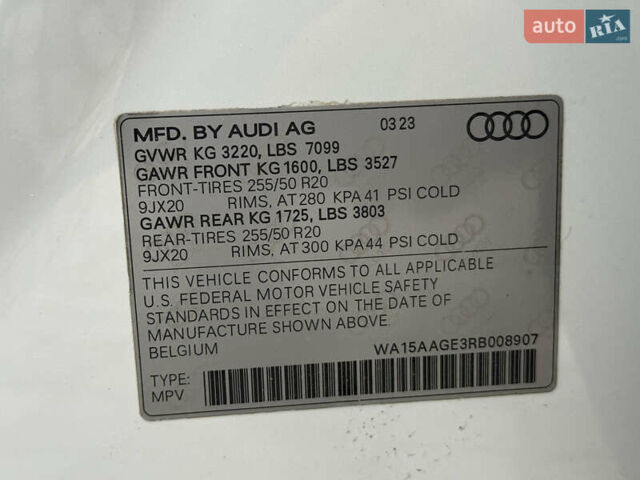 auto RIA .com
MFD. BY AUDI AG 03 23
GVWR KG 3220, LBS 7099
GAWR FRONT KG 1600, LBS 3527
FRONT-TIRES 255/50 R20
9JX20 RIMS, AT 280 KPA 41 PSI COLD
GAWR REAR KG 1725, LBS 3803
REAR-TIRES 255/50 R20
9JX20 RIMS, AT 300 KPA 44 PSI COLD
THIS VEHICLE CONFORMS TO ALL APPLICABLE
U.S. FEDERAL MOTOR VEHICLE SAFETY
STANDARDS IN EFFECT ON THE DATE OF
MANUFACTURE SHOWN ABOVE.
BELGIUM WA15AAGE3RB008907
TYPE :
MPV